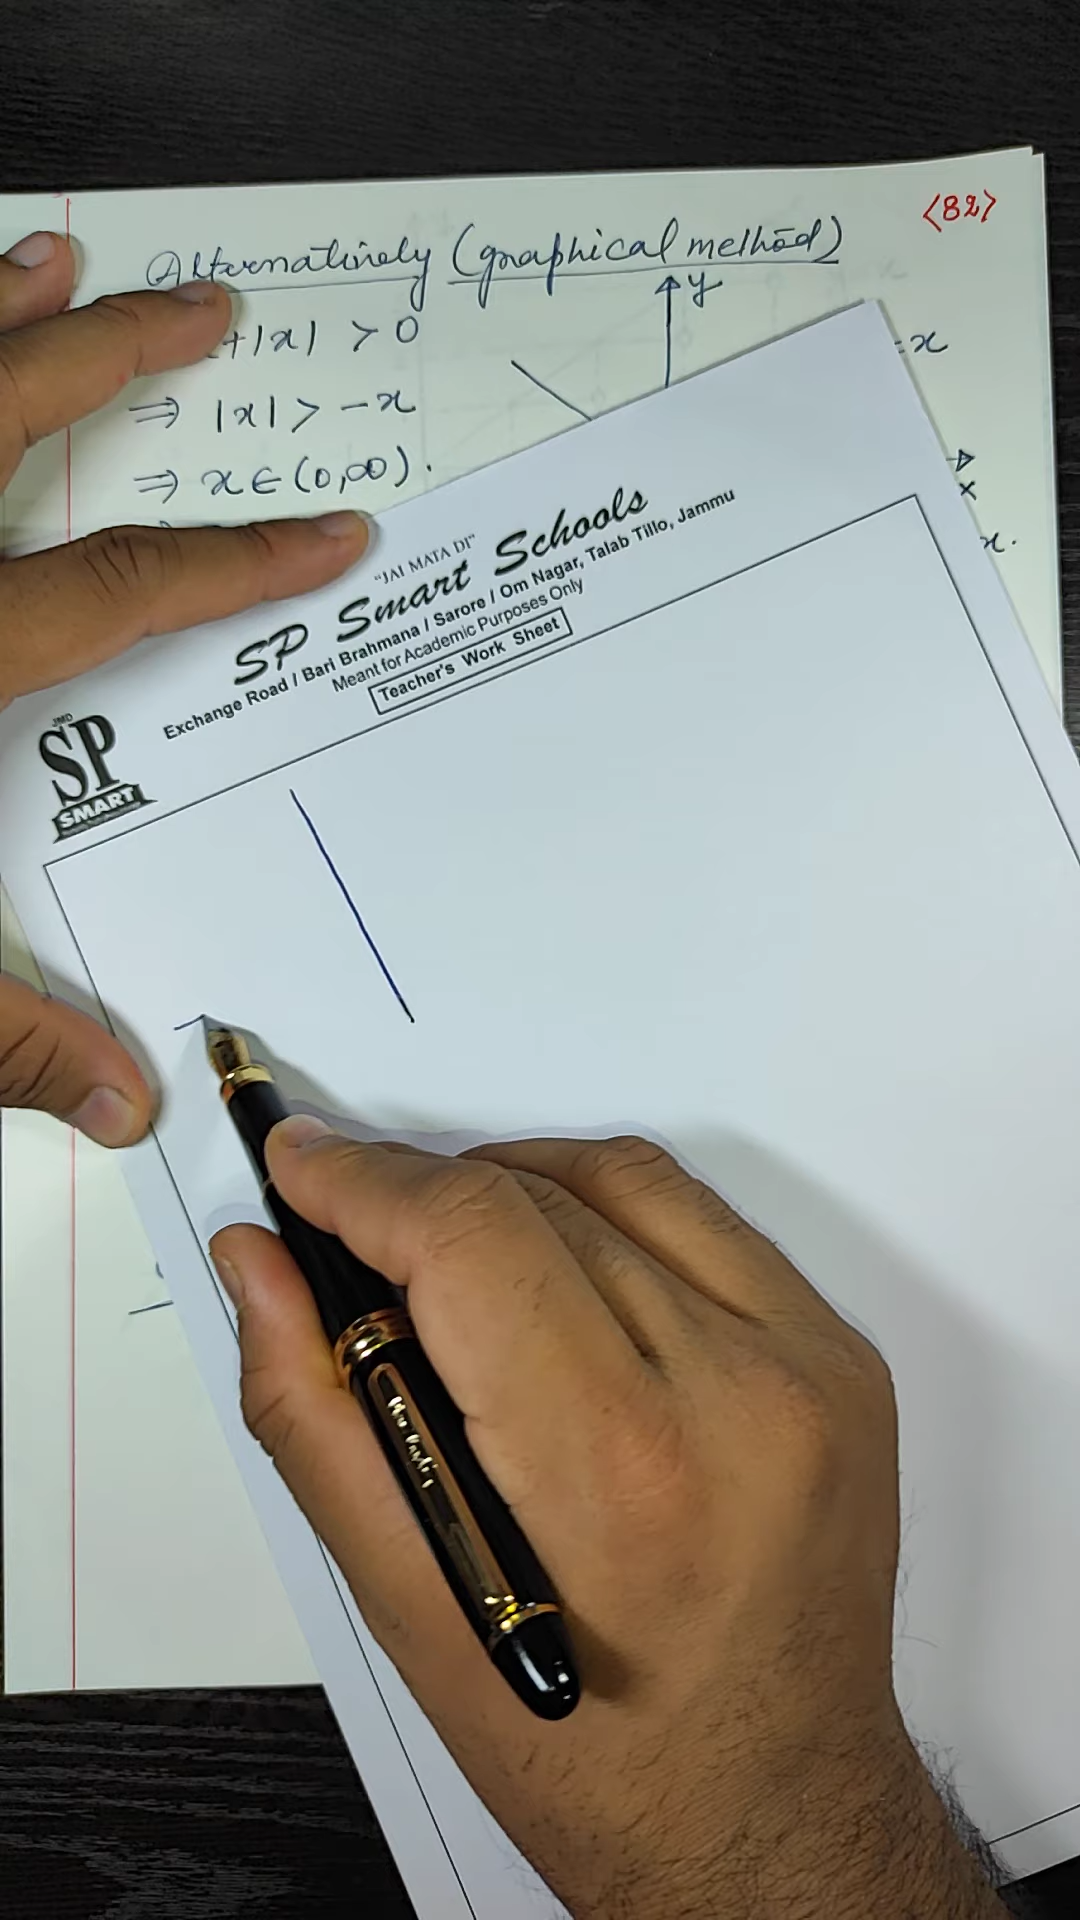 <82>
Alternatively (graphical method)
+|x| > 0
y
=x
⇒ |x| > -x
⇒ x∈(0,∞).
x
x.
"JAI MATA DI"
SP Smart Schools
Exchange Road / Bari Brahmana / Sarore / Om Nagar, Talab Tillo, Jammu
Meant for Academic Purposes Only
Teacher's Work Sheet
JMD
SP
SMART